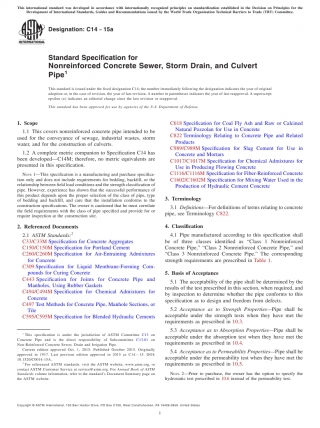 This international standard was developed in accordance with internationally recognized principles on standardization established in the Decision on Principles for the
Development of International Standards, Guides and Recommendations issued by the World Trade Organization Technical Barriers to Trade (TBT) Committee.
Designation: C14 − 15a
Standard Specification for
Nonreinforced Concrete Sewer, Storm Drain, and Culvert
Pipe¹
This standard is issued under the fixed designation C14; the number immediately following the designation indicates the year of original
adoption or, in the case of revision, the year of last revision. A number in parentheses indicates the year of last reapproval. A superscript
epsilon (ε) indicates an editorial change since the last revision or reapproval.
This standard has been approved for use by agencies of the U.S. Department of Defense.
1. Scope
1.1 This covers nonreinforced concrete pipe intended to be
used for the conveyance of sewage, industrial wastes, storm
water, and for the construction of culverts.
1.2 A complete metric companion to Specification C14 has
been developed—C14M; therefore, no metric equivalents are
presented in this specification.
NOTE 1—This specification is a manufacturing and purchase specifica-
tion only and does not include requirements for bedding, backfill, or the
relationship between field load conditions and the strength classification of
pipe. However, experience has shown that the successful performance of
this product depends upon the proper selection of the class of pipe, type
of bedding and backfill, and care that the installation conforms to the
construction specifications. The owner is cautioned that he must correlate
the field requirements with the class of pipe specified and provide for or
require inspection at the construction site.
2. Referenced Documents
2.1 ASTM Standards:²
C33/C33M Specification for Concrete Aggregates
C150/C150M Specification for Portland Cement
C260/C260M Specification for Air-Entraining Admixtures
for Concrete
C309 Specification for Liquid Membrane-Forming Com-
pounds for Curing Concrete
C443 Specification for Joints for Concrete Pipe and
Manholes, Using Rubber Gaskets
C494/C494M Specification for Chemical Admixtures for
Concrete
C497 Test Methods for Concrete Pipe, Manhole Sections, or
Tile
C595/C595M Specification for Blended Hydraulic Cements
¹ This specification is under the jurisdiction of ASTM Committee C13 on
Concrete Pipe and is the direct responsibility of Subcommittee C13.01 on
Non-Reinforced Concrete Sewer, Drain and Irrigation Pipe.
Current edition approved Oct. 1, 2015. Published October 2015. Originally
approved in 1917. Last previous edition approved in 2015 as C14 – 15. DOI:
10.1520/C0014-15A.
² For referenced ASTM standards, visit the ASTM website, www.astm.org, or
contact ASTM Customer Service at service@astm.org. For Annual Book of ASTM
Standards volume information, refer to the standard's Document Summary page on
the ASTM website.
C618 Specification for Coal Fly Ash and Raw or Calcined
Natural Pozzolan for Use in Concrete
C822 Terminology Relating to Concrete Pipe and Related
Products
C989/C989M Specification for Slag Cement for Use in
Concrete and Mortars
C1017/C1017M Specification for Chemical Admixtures for
Use in Producing Flowing Concrete
C1116/C1116M Specification for Fiber-Reinforced Concrete
C1602/C1602M Specification for Mixing Water Used in the
Production of Hydraulic Cement Concrete
3. Terminology
3.1 Definitions—For definitions of terms relating to concrete
pipe, see Terminology C822.
4. Classification
4.1 Pipe manufactured according to this specification shall
be of three classes identified as "Class 1 Nonreinforced
Concrete Pipe," "Class 2 Nonreinforced Concrete Pipe," and
"Class 3 Nonreinforced Concrete Pipe." The corresponding
strength requirements are prescribed in Table 1.
5. Basis of Acceptance
5.1 The acceptability of the pipe shall be determined by the
results of the test prescribed in this section, when required, and
by inspection to determine whether the pipe conforms to this
specification as to design and freedom from defects.
5.2 Acceptance as to Strength Properties—Pipe shall be
acceptable under the strength tests when they have met the
requirements as prescribed in 10.3.
5.3 Acceptance as to Absorption Properties—Pipe shall be
acceptable under the absorption test when they have met the
requirements as prescribed in 10.4.
5.4 Acceptance as to Permeability Properties—Pipe shall be
acceptable under the permeability tests when they have met the
requirements as prescribed in 10.5.
NOTE 2—Prior to purchase, the owner has the option to specify the
hydrostatic test prescribed in 10.6 instead of the permeability test.
Copyright © ASTM International, 100 Barr Harbor Drive, PO Box C700, West Conshohocken, PA 19428-2959. United States
1